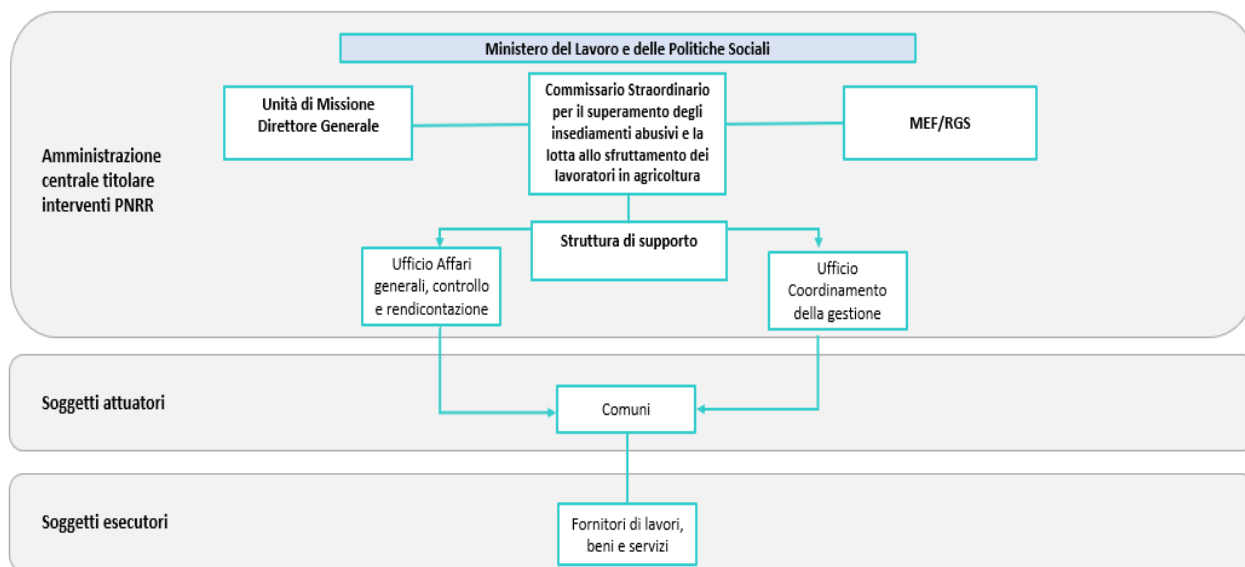 Ministero del Lavoro e delle Politiche Sociali
Unità di Missione
Direttore Generale
Commissario Straordinario
per il superamento degli
insediamenti abusivi e la
lotta allo sfruttamento dei
lavoratori in agricoltura
MEF/RGS
Amministrazione
centrale titolare
interventi PNRR
Struttura di supporto
Ufficio Affari
generali, controllo
e rendicontazione
Ufficio
Coordinamento
della gestione
Soggetti attuatori
Comuni
Soggetti esecutori
Fornitori di lavori,
beni e servizi